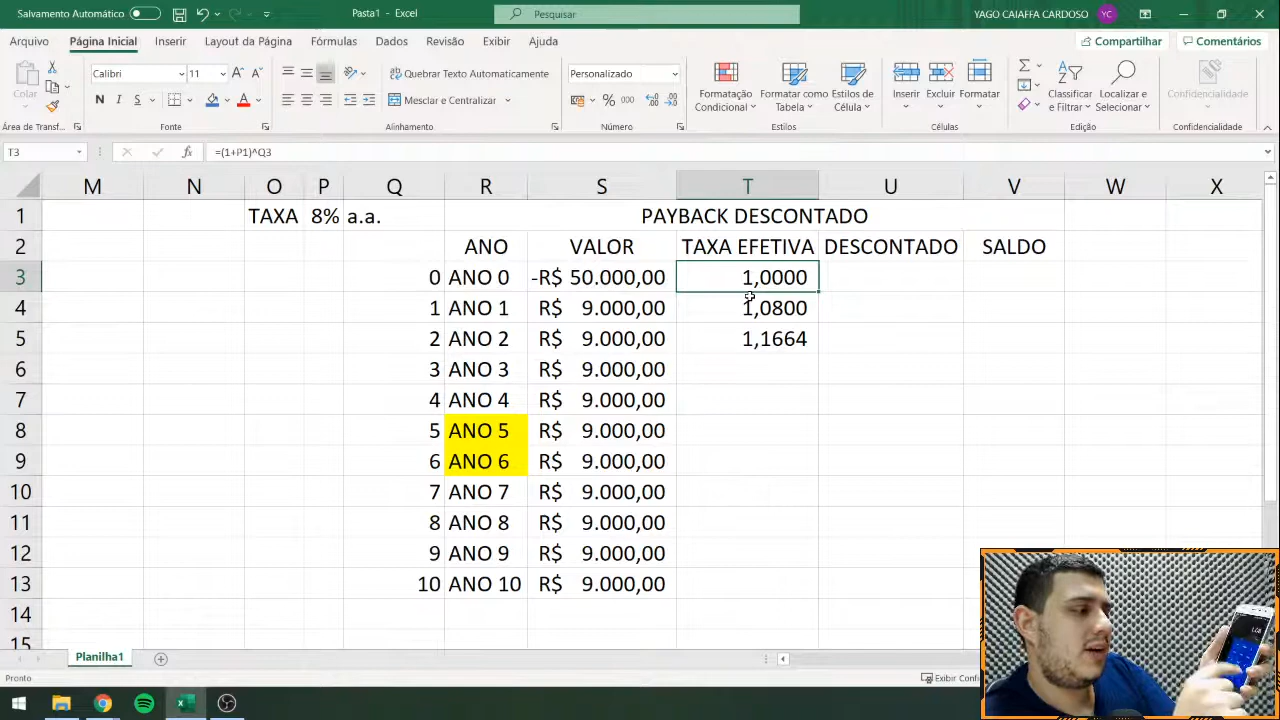 Salvamento Automático
Pasta1 - Excel
Pesquisar
YAGO CAIAFFA CARDOSO YC
Arquivo Página Inicial Inserir Layout da Página Fórmulas Dados Revisão Exibir Ajuda Compartilhar Comentários
Colar Calibri 11 Quebrar Texto Automaticamente Personalizado
N I S A Mesclar e Centralizar % 000
Formatação Condicional Formatar como Tabela Estilos de Célula Inserir Excluir Formatar Classificar e Filtrar Localizar e Selecionar Confidencialidade
Área de Transf... Fonte Alinhamento Número Estilos Células Edição Confidencialidade
T3 fx =(1+P1)^Q3
M N O P Q R S T U V W X
1 TAXA 8% a.a. PAYBACK DESCONTADO
2 ANO VALOR TAXA EFETIVA DESCONTADO SALDO
3 0 ANO 0 -R$ 50.000,00 1,0000
4 1 ANO 1 R$ 9.000,00 1,0800
5 2 ANO 2 R$ 9.000,00 1,1664
6 3 ANO 3 R$ 9.000,00
7 4 ANO 4 R$ 9.000,00
8 5 ANO 5 R$ 9.000,00
9 6 ANO 6 R$ 9.000,00
10 7 ANO 7 R$ 9.000,00
11 8 ANO 8 R$ 9.000,00
12 9 ANO 9 R$ 9.000,00
13 10 ANO 10 R$ 9.000,00
14
15
Planilha1
Pronto